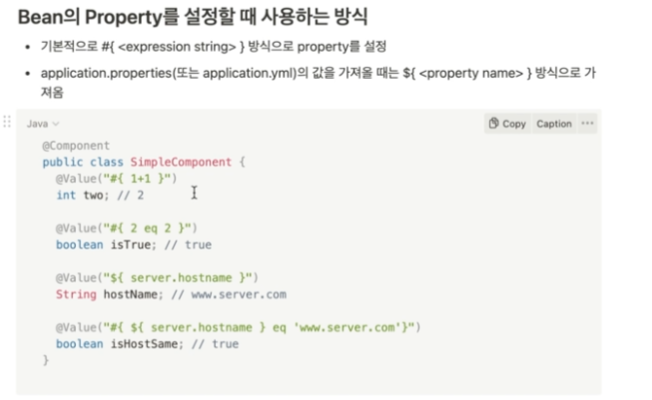 Bean의 Property를 설정할 때 사용하는 방식
• 기본적으로 #{ <expression string> } 방식으로 property를 설정
• application.properties(또는 application.yml)의 값을 가져올 때는 ${ <property name> } 방식으로 가
져옴
Java
Copy Caption ···
@Component
public class SimpleComponent {
@Value("#{ 1+1 }")
int two; // 2
@Value("#{ 2 eq 2 }")
boolean isTrue; // true
@Value("${ server.hostname }")
String hostName; // www.server.com
@Value("#{ ${ server.hostname } eq 'www.server.com'}")
boolean isHostSame; // true
}